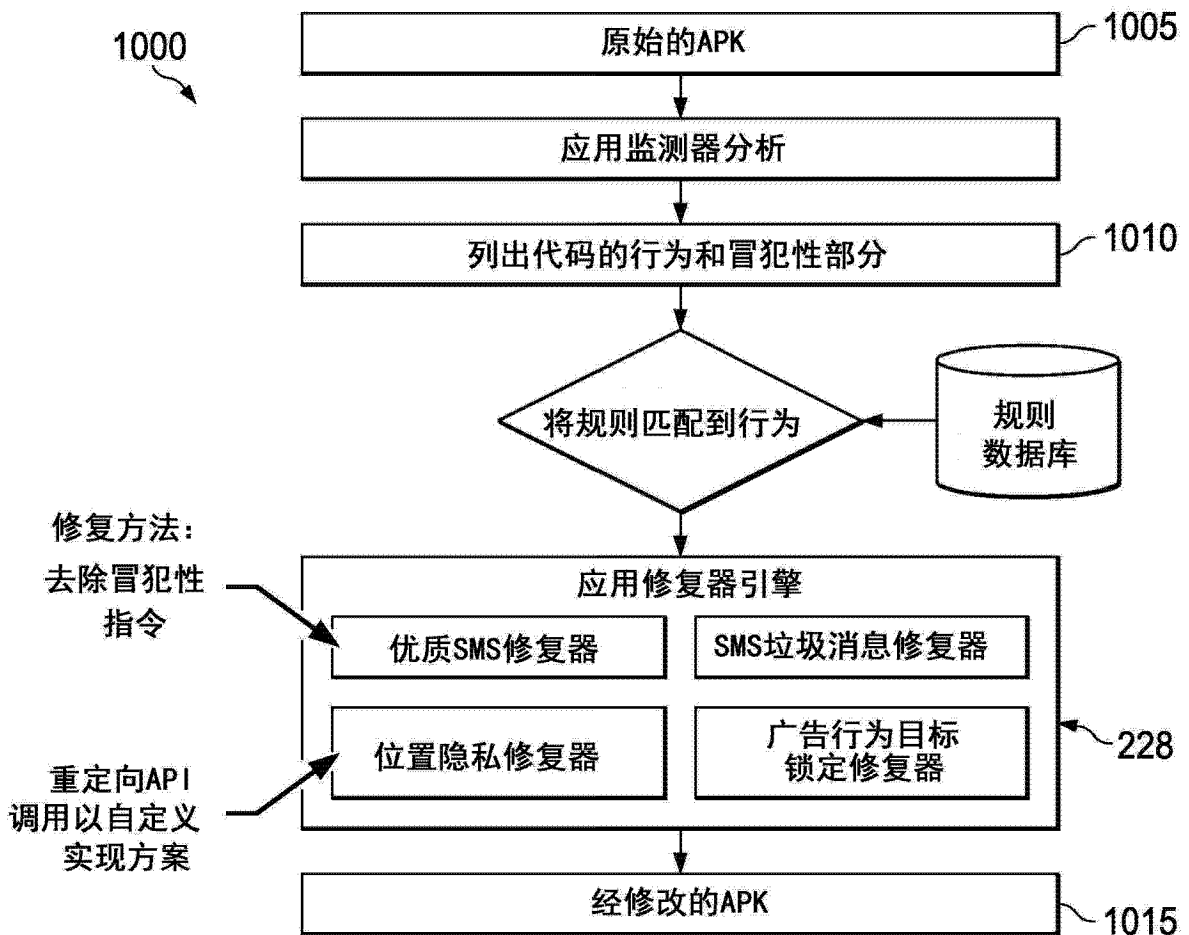 1000
原始的APK
1005
应用监测器分析
列出代码的行为和冒犯性部分
1010
将规则匹配到行为
规则
数据库
修复方法:
去除冒犯性
指令
应用修复器引擎
优质SMS修复器
SMS垃圾消息修复器
位置隐私修复器
广告行为目标
锁定修复器
228
重定向API
调用以自定义
实现方案
经修改的APK
1015